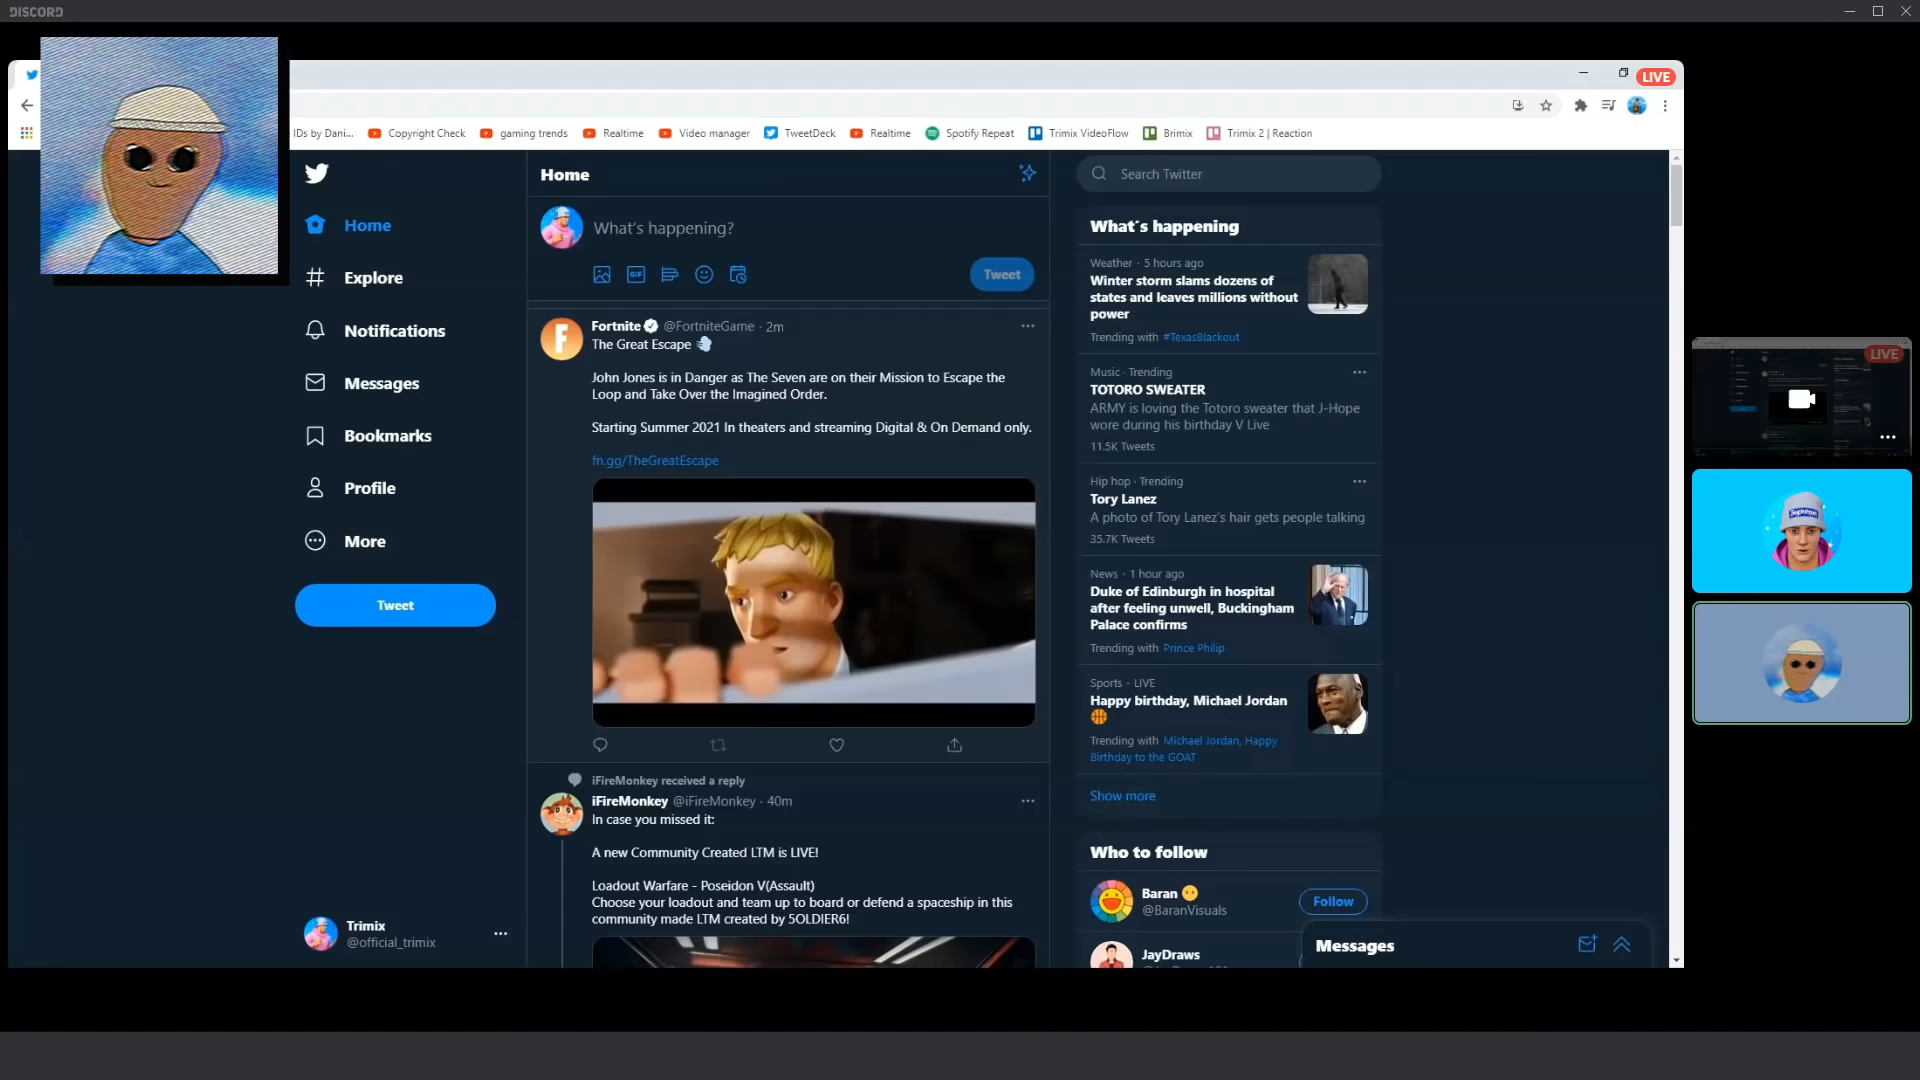 DISCORD
LIVE
IDs by Dani...
Copyright Check
gaming trends
Realtime
Video manager
TweetDeck
Realtime
Spotify Repeat
Trimix VideoFlow
Brimix
Trimix 2 | Reaction
Home
Explore
Notifications
Messages
Bookmarks
Profile
More
Tweet
Trimix
@official_trimix
Home
What's happening?
GIF
Tweet
Fortnite @FortniteGame · 2m
The Great Escape
John Jones is in Danger as The Seven are on their Mission to Escape the
Loop and Take Over the Imagined Order.
Starting Summer 2021 In theaters and streaming Digital & On Demand only.
fn.gg/TheGreatEscape
iFireMonkey received a reply
iFireMonkey @iFireMonkey · 40m
In case you missed it:
A new Community Created LTM is LIVE!
Loadout Warfare - Poseidon V(Assault)
Choose your loadout and team up to board or defend a spaceship in this
community made LTM created by 5OLDIER6!
Search Twitter
What's happening
Weather · 5 hours ago
Winter storm slams dozens of
states and leaves millions without
power
Trending with #TexasBlackout
Music · Trending
TOTORO SWEATER
ARMY is loving the Totoro sweater that J-Hope
wore during his birthday V Live
11.5K Tweets
Hip hop · Trending
Tory Lanez
A photo of Tory Lanez's hair gets people talking
35.7K Tweets
News · 1 hour ago
Duke of Edinburgh in hospital
after feeling unwell, Buckingham
Palace confirms
Trending with Prince Philip
Sports · LIVE
Happy birthday, Michael Jordan
Trending with Michael Jordan, Happy
Birthday to the GOAT
Show more
Who to follow
Baran
@BaranVisuals
Follow
JayDraws
Messages
LIVE
Supreme